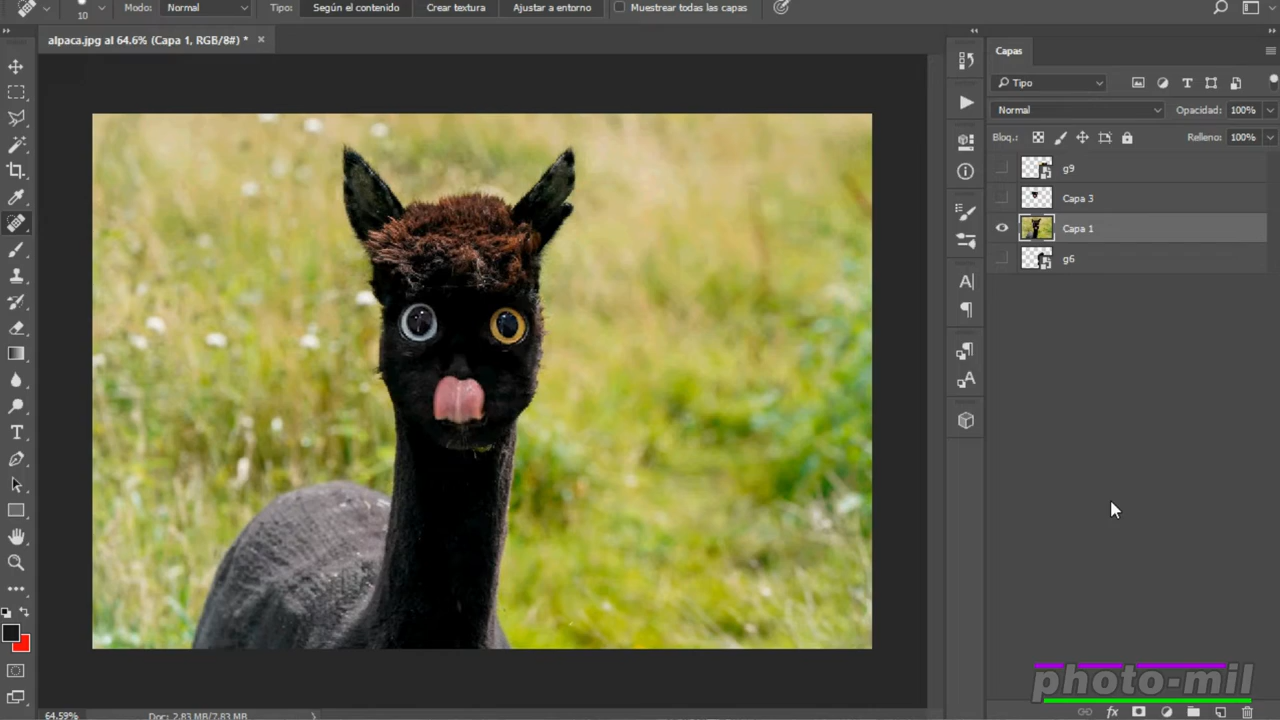 10 Modo: Normal Tipo: Según el contenido Crear textura Ajustar a entorno Muestrear todas las capas
alpaca.jpg al 64.6% (Capa 1, RGB/8#) * ×
Capas
Tipo
Normal Opacidad: 100%
Bloq.: Relleno: 100%
g9
Capa 3
Capa 1
g6
photo-mil
64.59% Doc: 2.83 MB/7.83 MB